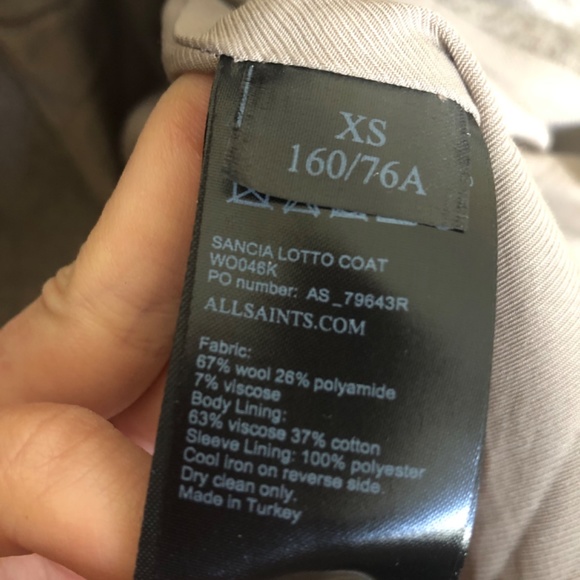 XS
160/76A
SANCIA LOTTO COAT
WO046K
PO number: AS_79643R
ALLSAINTS.COM
Fabric:
67% wool 26% polyamide
7% viscose
Body Lining:
63% viscose 37% cotton
Sleeve Lining: 100% polyester
Cool iron on reverse side.
Dry clean only.
Made in Turkey